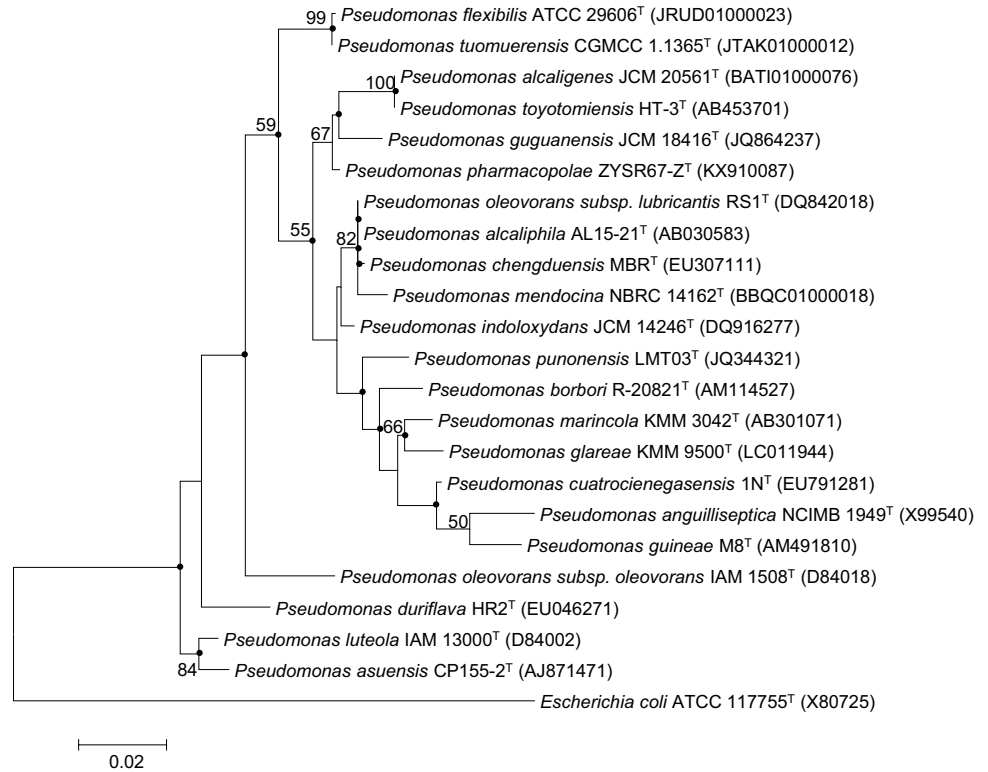 99 Pseudomonas flexibilis ATCC 29606ᵀ (JRUD01000023)
Pseudomonas tuomuerensis CGMCC 1.1365ᵀ (JTAK01000012)
100 Pseudomonas alcaligenes JCM 20561ᵀ (BATI01000076)
Pseudomonas toyotomiensis HT-3ᵀ (AB453701)
59
67 Pseudomonas guguanensis JCM 18416ᵀ (JQ864237)
Pseudomonas pharmacopolae ZYSR67-Zᵀ (KX910087)
Pseudomonas oleovorans subsp. lubricantis RS1ᵀ (DQ842018)
55
82 Pseudomonas alcaliphila AL15-21ᵀ (AB030583)
Pseudomonas chengduensis MBRᵀ (EU307111)
Pseudomonas mendocina NBRC 14162ᵀ (BBQC01000018)
Pseudomonas indoloxydans JCM 14246ᵀ (DQ916277)
Pseudomonas punonensis LMT03ᵀ (JQ344321)
Pseudomonas borbori R-20821ᵀ (AM114527)
66 Pseudomonas marincola KMM 3042ᵀ (AB301071)
Pseudomonas glareae KMM 9500ᵀ (LC011944)
Pseudomonas cuatrocienegasensis 1Nᵀ (EU791281)
50 Pseudomonas anguilliseptica NCIMB 1949ᵀ (X99540)
Pseudomonas guineae M8ᵀ (AM491810)
Pseudomonas oleovorans subsp. oleovorans IAM 1508ᵀ (D84018)
Pseudomonas duriflava HR2ᵀ (EU046271)
Pseudomonas luteola IAM 13000ᵀ (D84002)
84 Pseudomonas asuensis CP155-2ᵀ (AJ871471)
Escherichia coli ATCC 117755ᵀ (X80725)
0.02